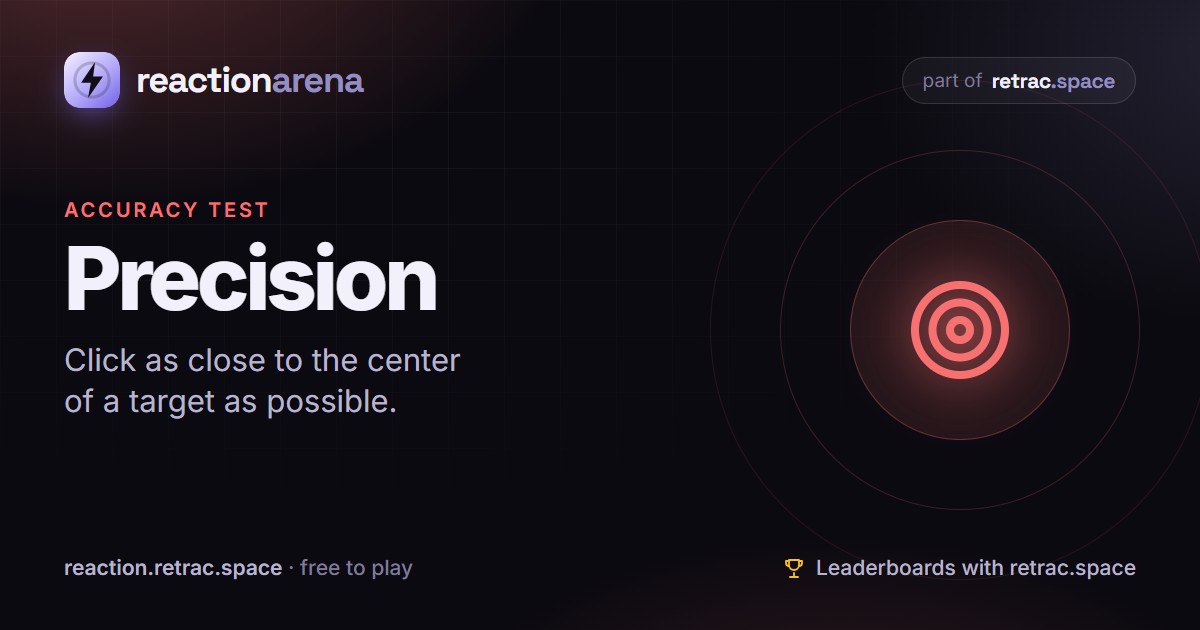 reactionarena
part of retrac.space
ACCURACY TEST
Precision
Click as close to the center
of a target as possible.
reaction.retrac.space · free to play
Leaderboards with retrac.space